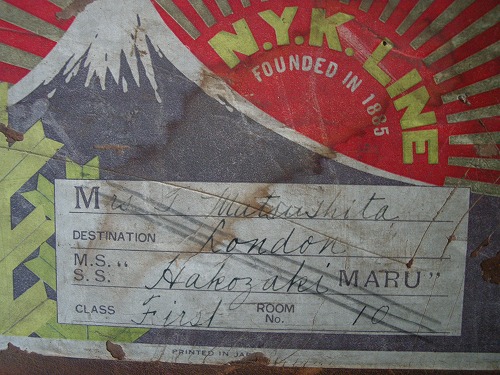 N.Y.K. LINE
FOUNDED IN 1885
Mrs T. Matsushita
DESTINATION London
M.S. "
S.S. Hakozaki MARU"
CLASS First ROOM No. 10
PRINTED IN JAPAN